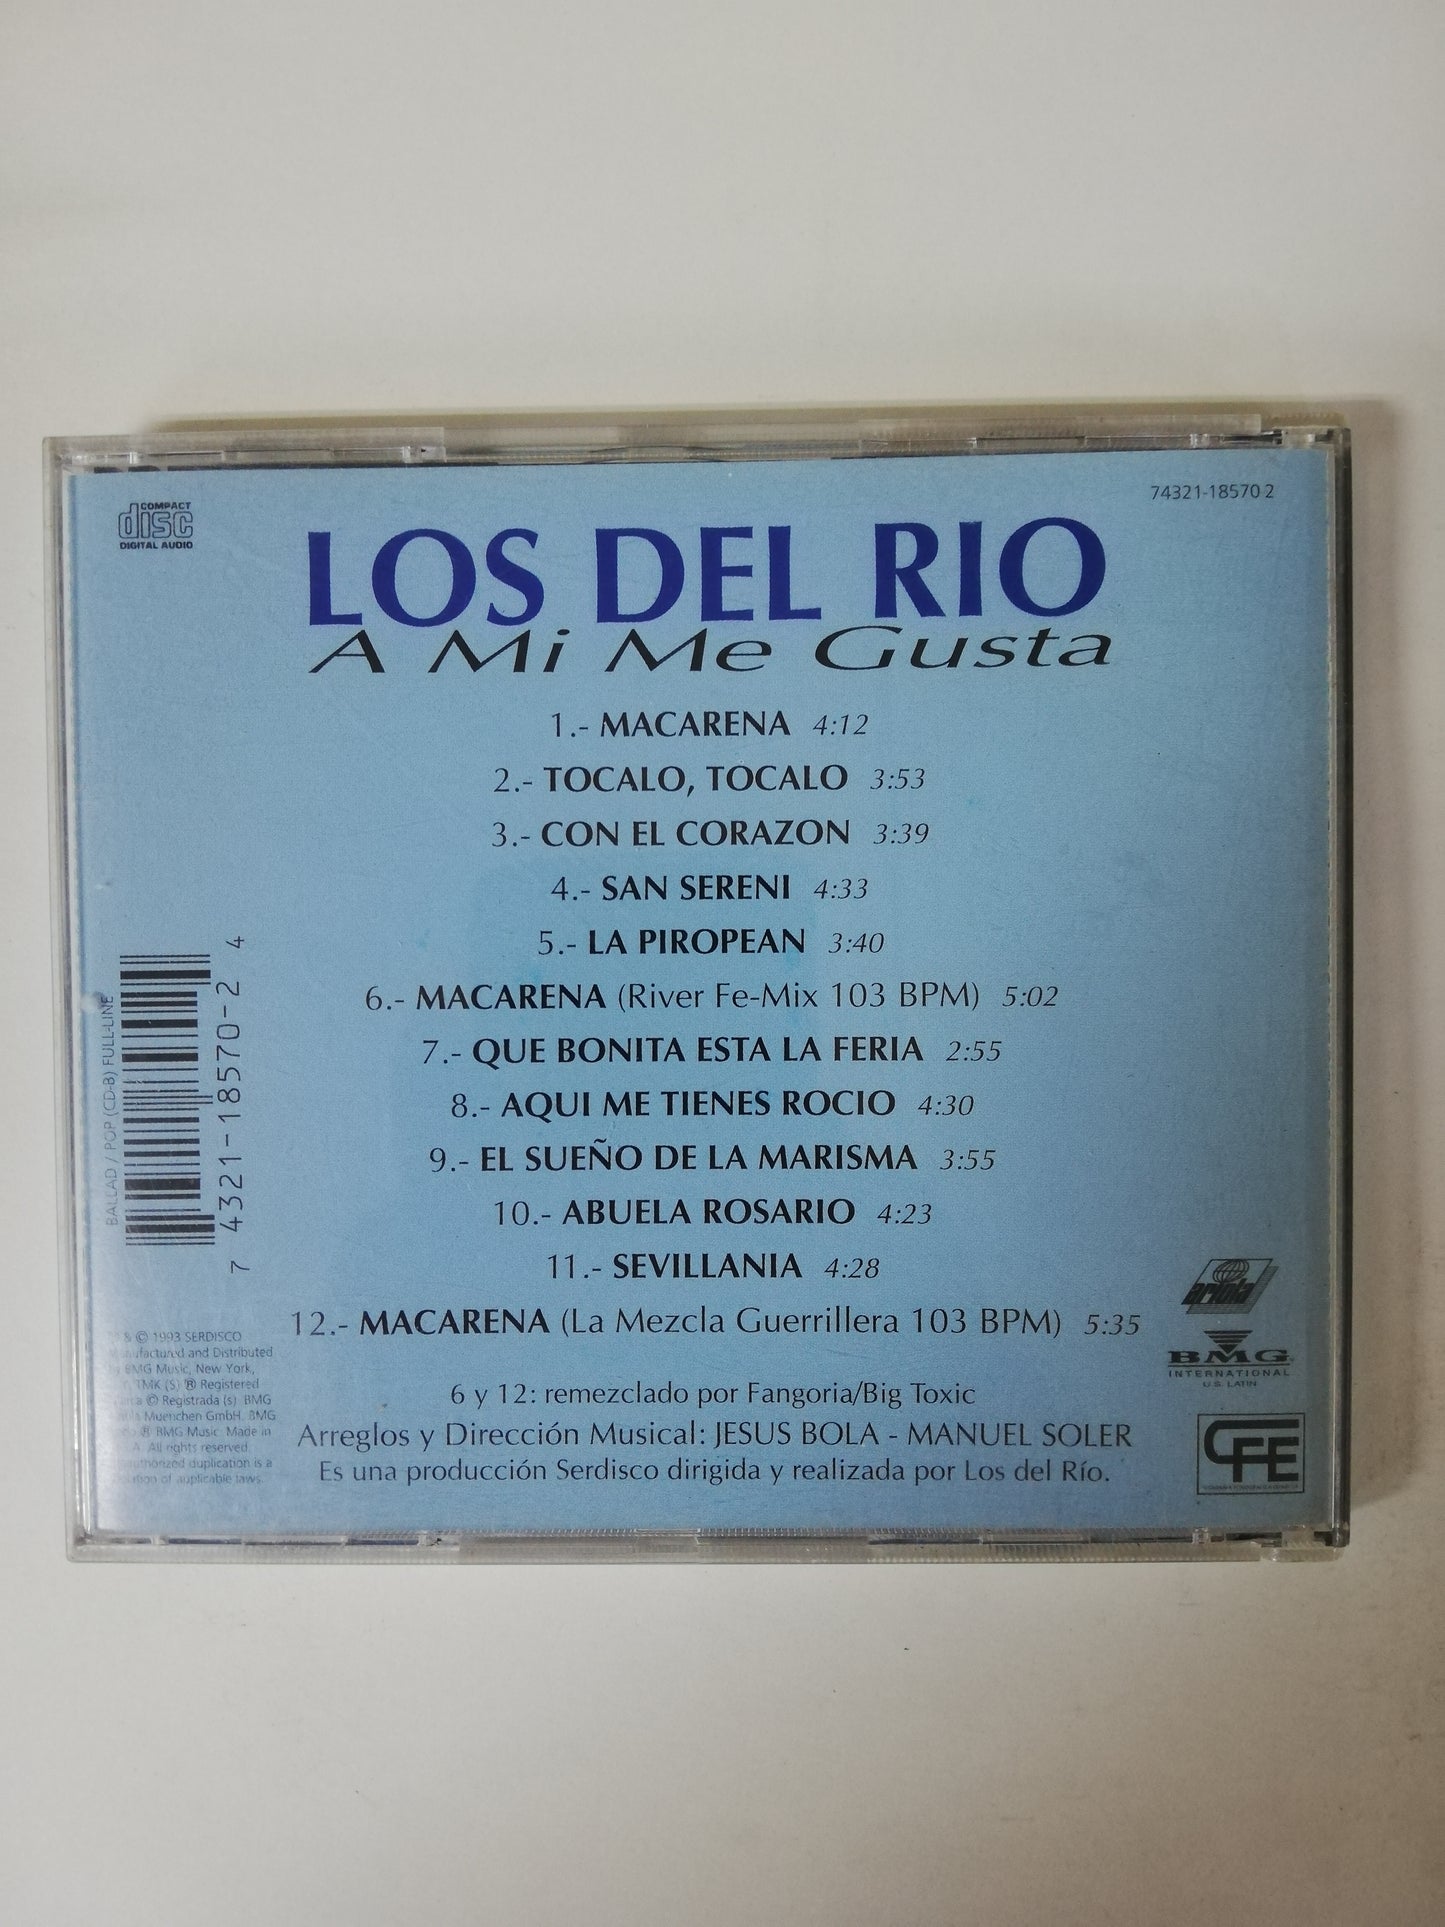 COMPACT
disc
DIGITAL AUDIO
74321-18570 2
LOS DEL RIO
A Mi Me Gusta
1.- MACARENA 4:12
2.- TOCALO, TOCALO 3:53
3.- CON EL CORAZON 3:39
4.- SAN SERENI 4:33
5.- LA PIROPEAN 3:40
6.- MACARENA (River Fe-Mix 103 BPM) 5:02
7.- QUE BONITA ESTA LA FERIA 2:55
8.- AQUI ME TIENES ROCIO 4:30
9.- EL SUEÑO DE LA MARISMA 3:55
10.- ABUELA ROSARIO 4:23
11.- SEVILLANIA 4:28
12.- MACARENA (La Mezcla Guerrillera 103 BPM) 5:35
6 y 12: remezclado por Fangoria/Big Toxic
Arreglos y Dirección Musical: JESUS BOLA - MANUEL SOLER
Es una producción Serdisco dirigida y realizada por Los del Río.
BALLAD / POP (CD-B) FULL-LINE
7 4321-18570-2 4
& © 1993 SERDISCO
and Distributed
BMG Music, New York,
TMK (S) ® Registered
© Registrada (s) BMG
Muenchen GmbH. BMG
® BMG Music. Made in
All rights reserved.
duplication is a
of applicable laws.
ariola
BMG
INTERNATIONAL
U.S. LATIN
CFE